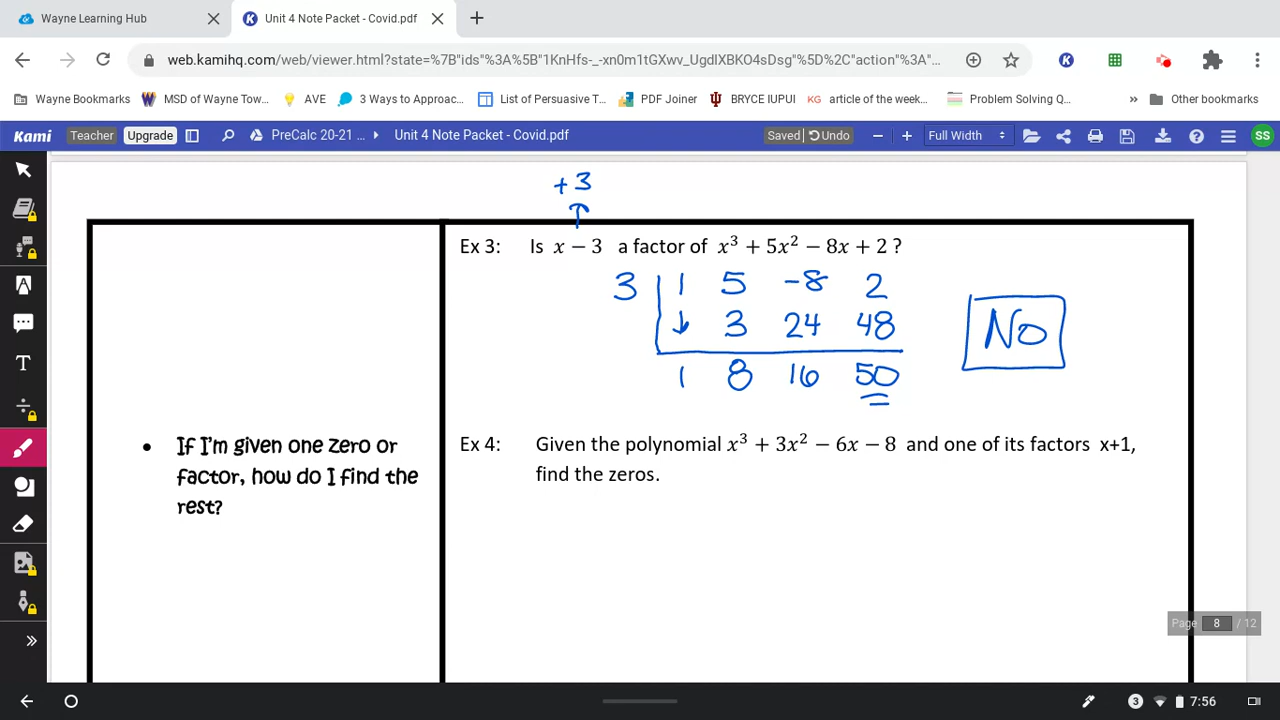 Wayne Learning Hub
Unit 4 Note Packet - Covid.pdf
web.kamihq.com/web/viewer.html?state=%7B"ids"%3A%5B"1KnHfs-_-xn0m1tGXwv_UgdIXBKO4sDsg"%5D%2C"action"%3A"...
Wayne Bookmarks
MSD of Wayne Tow...
AVE
3 Ways to Approac...
List of Persuasive T...
PDF Joiner
BRYCE IUPUI
KG article of the week...
Problem Solving Q...
» Other bookmarks
Kami Teacher Upgrade PreCalc 20-21 ... Unit 4 Note Packet - Covid.pdf Saved Undo Full Width SS
+3
Ex 3: Is x − 3 a factor of x³ + 5x² − 8x + 2 ?
3 1 5 -8 2
3 24 48
1 8 16 50
No
• If I'm given one zero or
factor, how do I find the
rest?
Ex 4: Given the polynomial x³ + 3x² − 6x − 8 and one of its factors x+1,
find the zeros.
Page 8 / 12
3 7:56